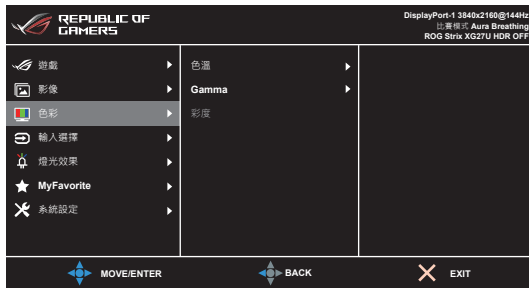 REPUBLIC OF
GAMERS
DisplayPort-1 3840x2160@144Hz
比賽模式 Aura Breathing
ROG Strix XG27U HDR OFF
遊戲
影像
色彩
輸入選擇
燈光效果
MyFavorite
系統設定
色溫
Gamma
彩度
MOVE/ENTER
BACK
EXIT